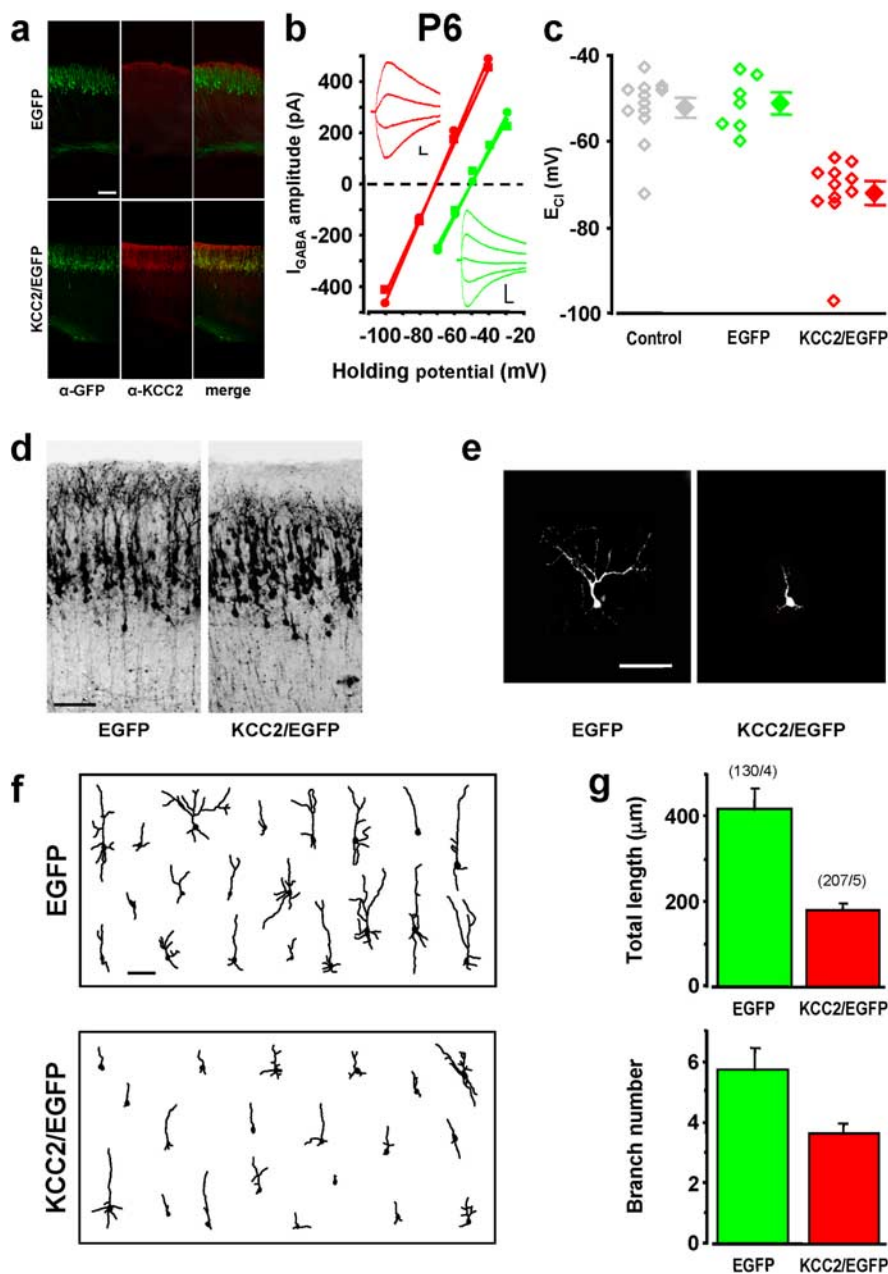 a
EGFP
KCC2/EGFP
α-GFP α-KCC2 merge
b P6
I_GABA amplitude (pA)
400
200
0
-200
-400
-100 -80 -60 -40 -20
Holding potential (mV)
c
E_Cl (mV)
-40
-60
-80
-100
Control EGFP KCC2/EGFP
d
EGFP KCC2/EGFP
e
EGFP KCC2/EGFP
f
EGFP
KCC2/EGFP
g
Total length (μm)
400
200
0
(130/4)
(207/5)
EGFP KCC2/EGFP
Branch number
6
4
2
0
EGFP KCC2/EGFP